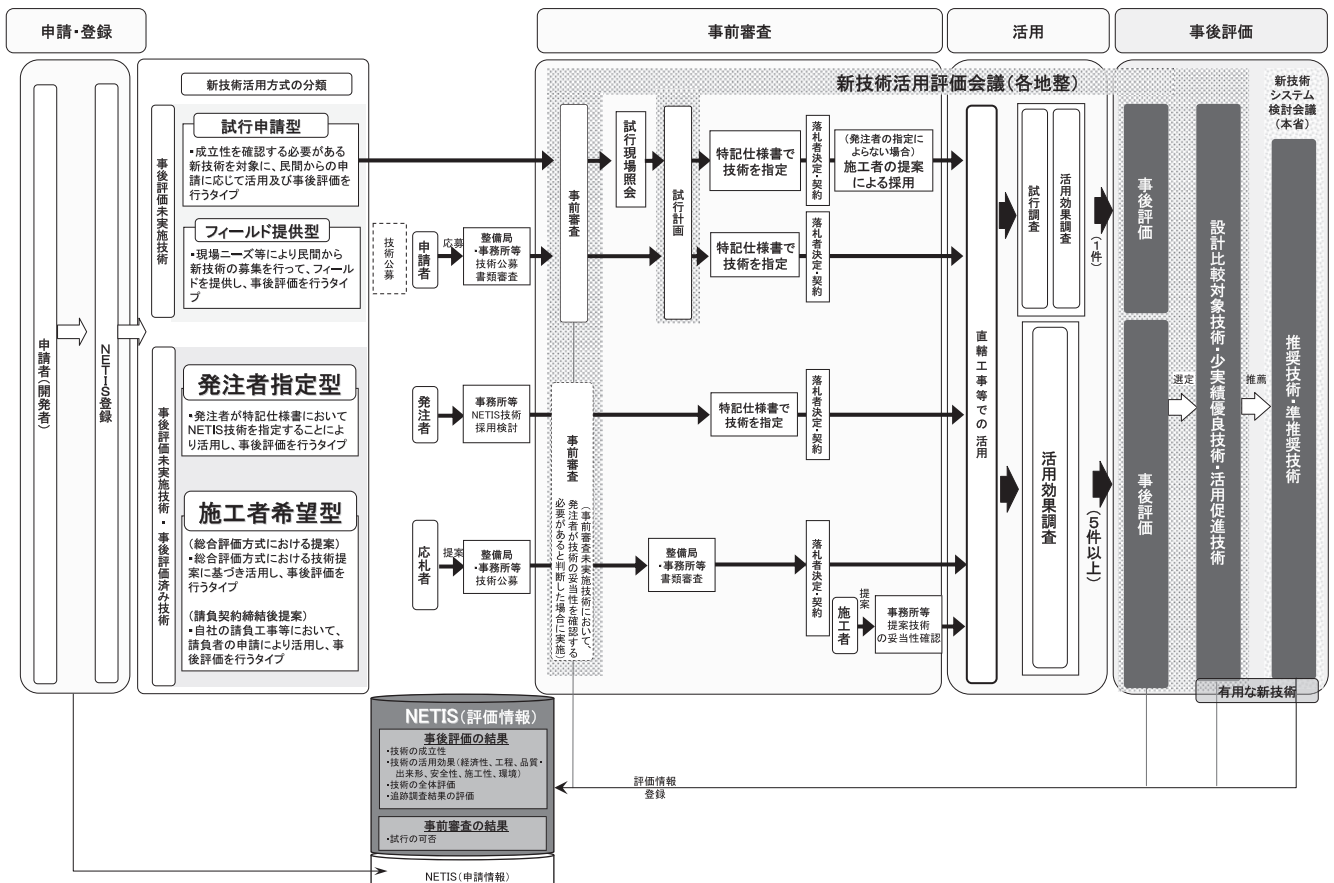 申請・登録
事前審査
活用
事後評価
申請者(開発者)
NETIS登録
新技術活用方式の分類
事後評価未実施技術
試行申請型
・成立性を確認する必要がある
新技術を対象に、民間からの申
請に応じて活用及び事後評価を
行うタイプ
フィールド提供型
・現場ニーズ等により民間から
新技術の募集を行って、フィール
ドを提供し、事後評価を行うタイ
プ
事後評価未実施技術・事後評価済み技術
発注者指定型
・発注者が特記仕様書において
NETIS技術を指定することによ
り活用し、事後評価を行うタイプ
施工者希望型
(総合評価方式における提案)
・総合評価方式における技術提
案に基づき活用し、事後評価を
行うタイプ
(請負契約締結後提案)
・自社の請負工事等において、
請負者の申請により活用し、事
後評価を行うタイプ
技術公募
申請者
応募
整備局
・事務所等
技術公募
書類審査
発注者
事務所等
NETIS技術
採用検討
応札者
提案
整備局
・事務所等
技術公募
新技術活用評価会議(各地整)
事前審査
試行現場照会
試行計画
特記仕様書で
技術を指定
落札者決定・契約
(発注者の指定に
よらない場合)
施工者の提案
による採用
特記仕様書で
技術を指定
落札者決定・契約
事前審査
(事前審査未実施技術において、
発注者が技術の妥当性を確認する
必要があると判断した場合に実施)
特記仕様書で
技術を指定
落札者決定・契約
整備局
・事務所等
書類審査
落札者決定・契約
施工者
提案
事務所等
提案技術
の妥当性確認
直轄工事等での活用
試行調査
活用効果調査
(1件)
活用効果調査
(5件以上)
事後評価
事後評価
選定
設計比較対象技術・少実績優良技術・活用促進技術
推薦
新技術
システム
検討会議
(本省)
推奨技術・準推奨技術
有用な新技術
NETIS(評価情報)
事後評価の結果
・技術の成立性
・技術の活用効果(経済性、工程、品質・
出来形、安全性、施工性、環境)
・技術の全体評価
・追跡調査結果の評価
事前審査の結果
・試行の可否
NETIS(申請情報)
評価情報
登録